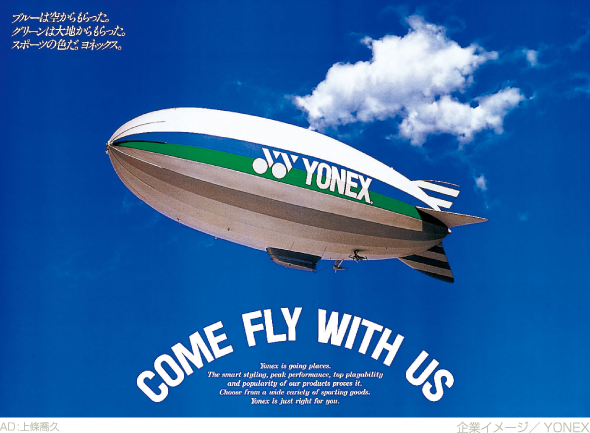 ブルーは空からもらった。
グリーンは大地からもらった。
スポーツの色だ。ヨネックス。
YONEX
COME FLY WITH US
Yonex is going places.
The smart styling, peak performance, top playability
and popularity of our products proves it.
Choose from a wide variety of sporting goods.
Yonex is just right for you.
AD:上條喬久
企業イメージ／ YONEX